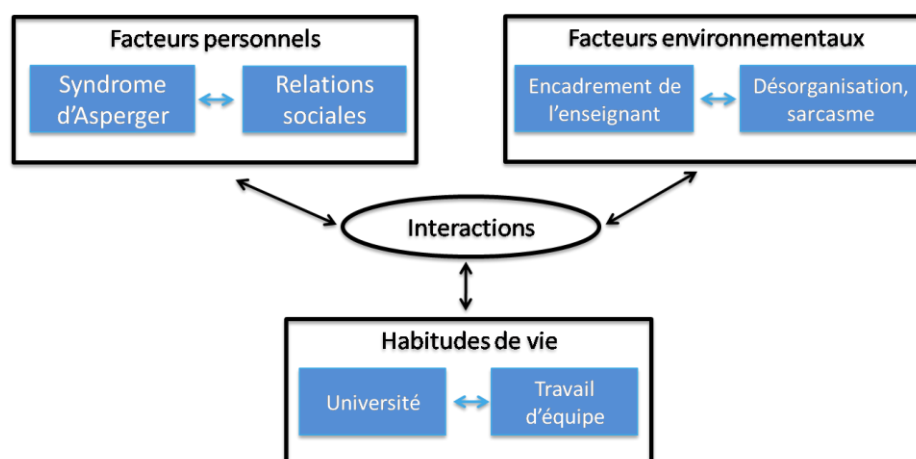 Facteurs personnels
Syndrome
d'Asperger
Relations
sociales
Facteurs environnementaux
Encadrement de
l'enseignant
Désorganisation,
sarcasme
Interactions
Habitudes de vie
Université
Travail
d'équipe